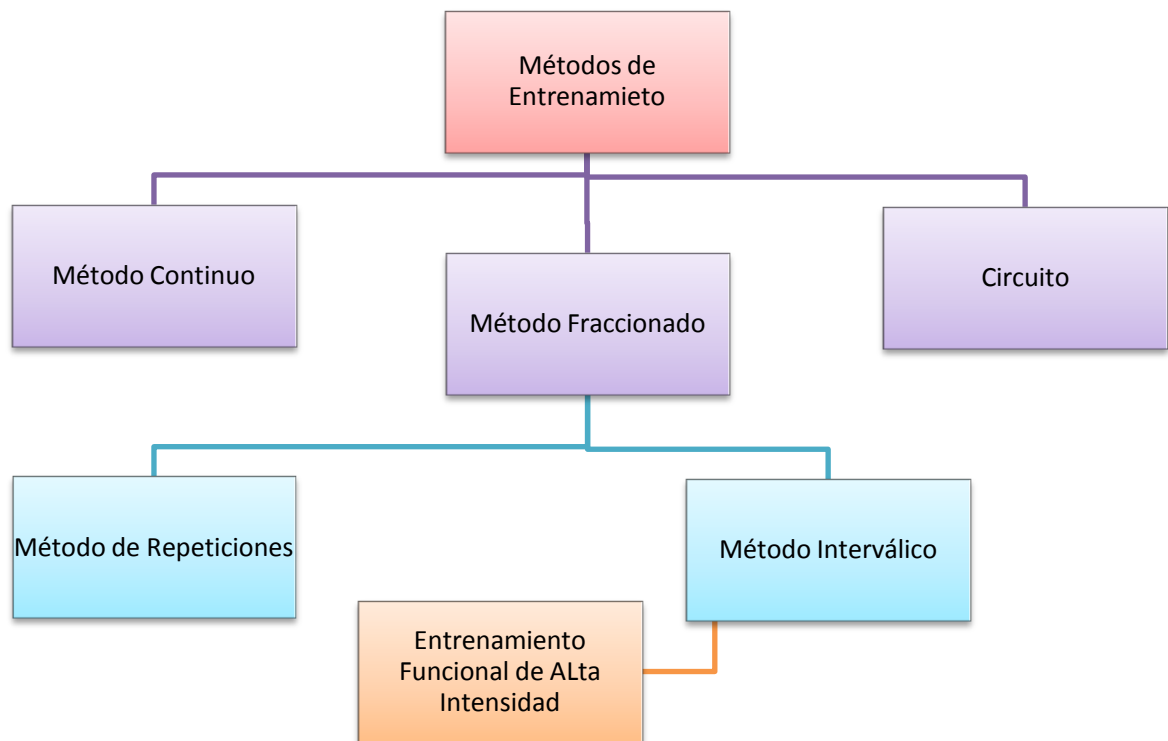 Métodos de
Entrenamieto
Método Continuo
Método Fraccionado
Circuito
Método de Repeticiones
Método Interválico
Entrenamiento
Funcional de ALta
Intensidad